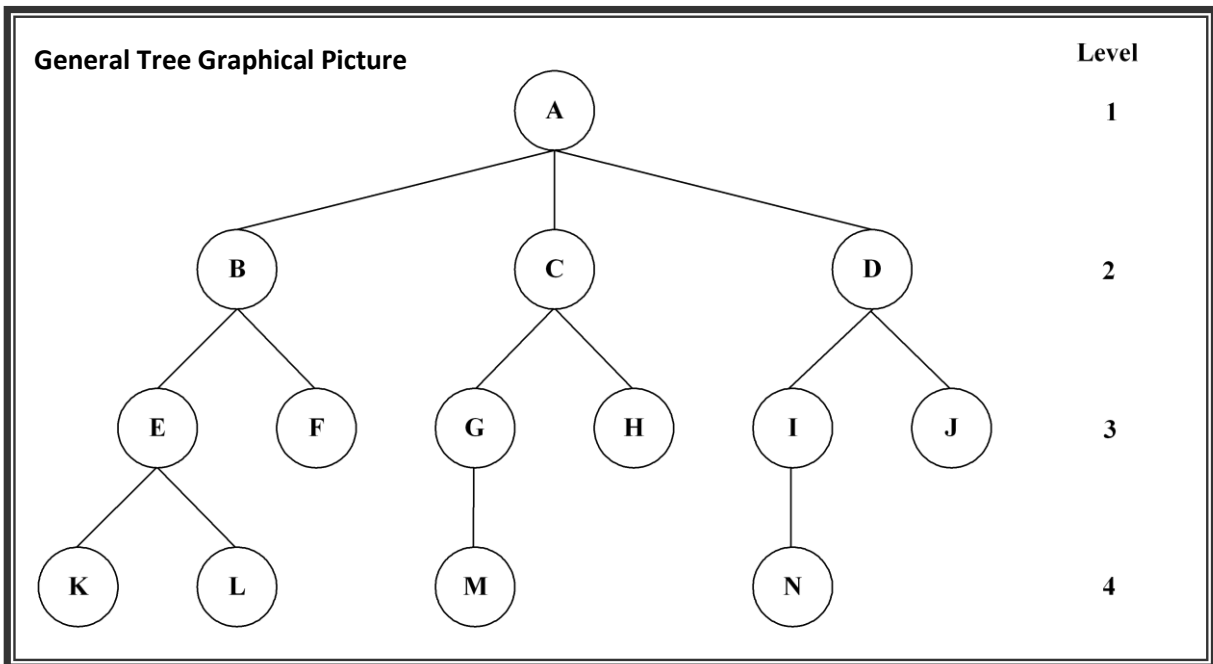 General Tree Graphical Picture
Level
A
1
B C D
2
E F G H I J
3
K L M N
4